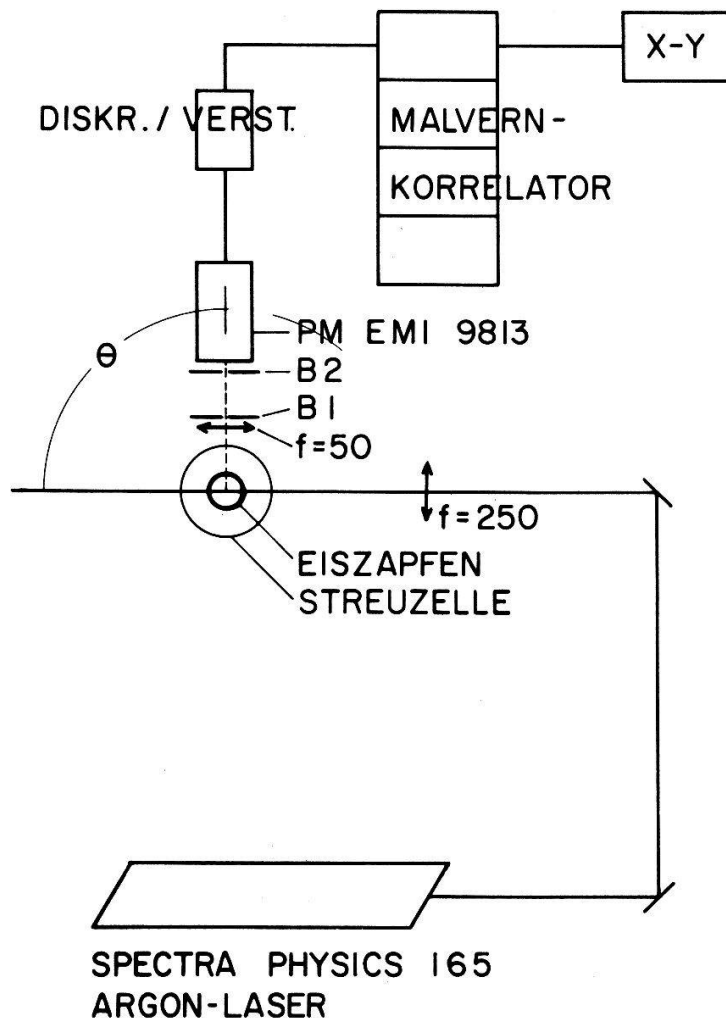 X-Y
DISKR. / VERST.
MALVERN-
KORRELATOR
PM EMI 9813
θ
B2
B1
f=50
f=250
EISZAPFEN
STREUZELLE
SPECTRA PHYSICS 165
ARGON-LASER